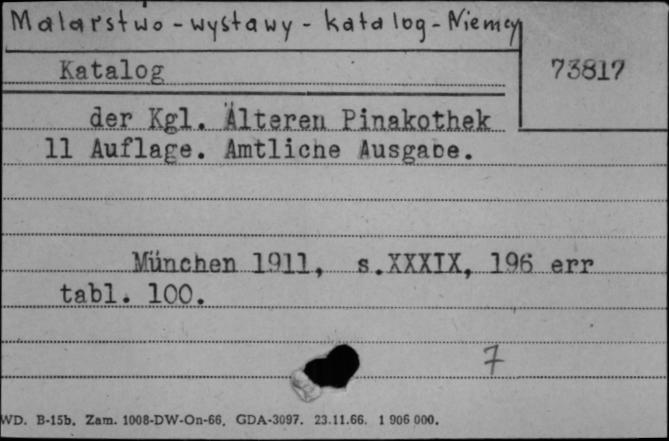 Malarstwo - wystawy - katalog - Niemcy
Katalog
73817
der Kgl. Älteren Pinakothek
11 Auflage. Amtliche Ausgabe.
München 1911, s.XXXIX, 196 err
tabl. 100.
7
WD. B-15b. Zam. 1008-DW-On-66. GDA-3097. 23.11.66. 1 906 000.